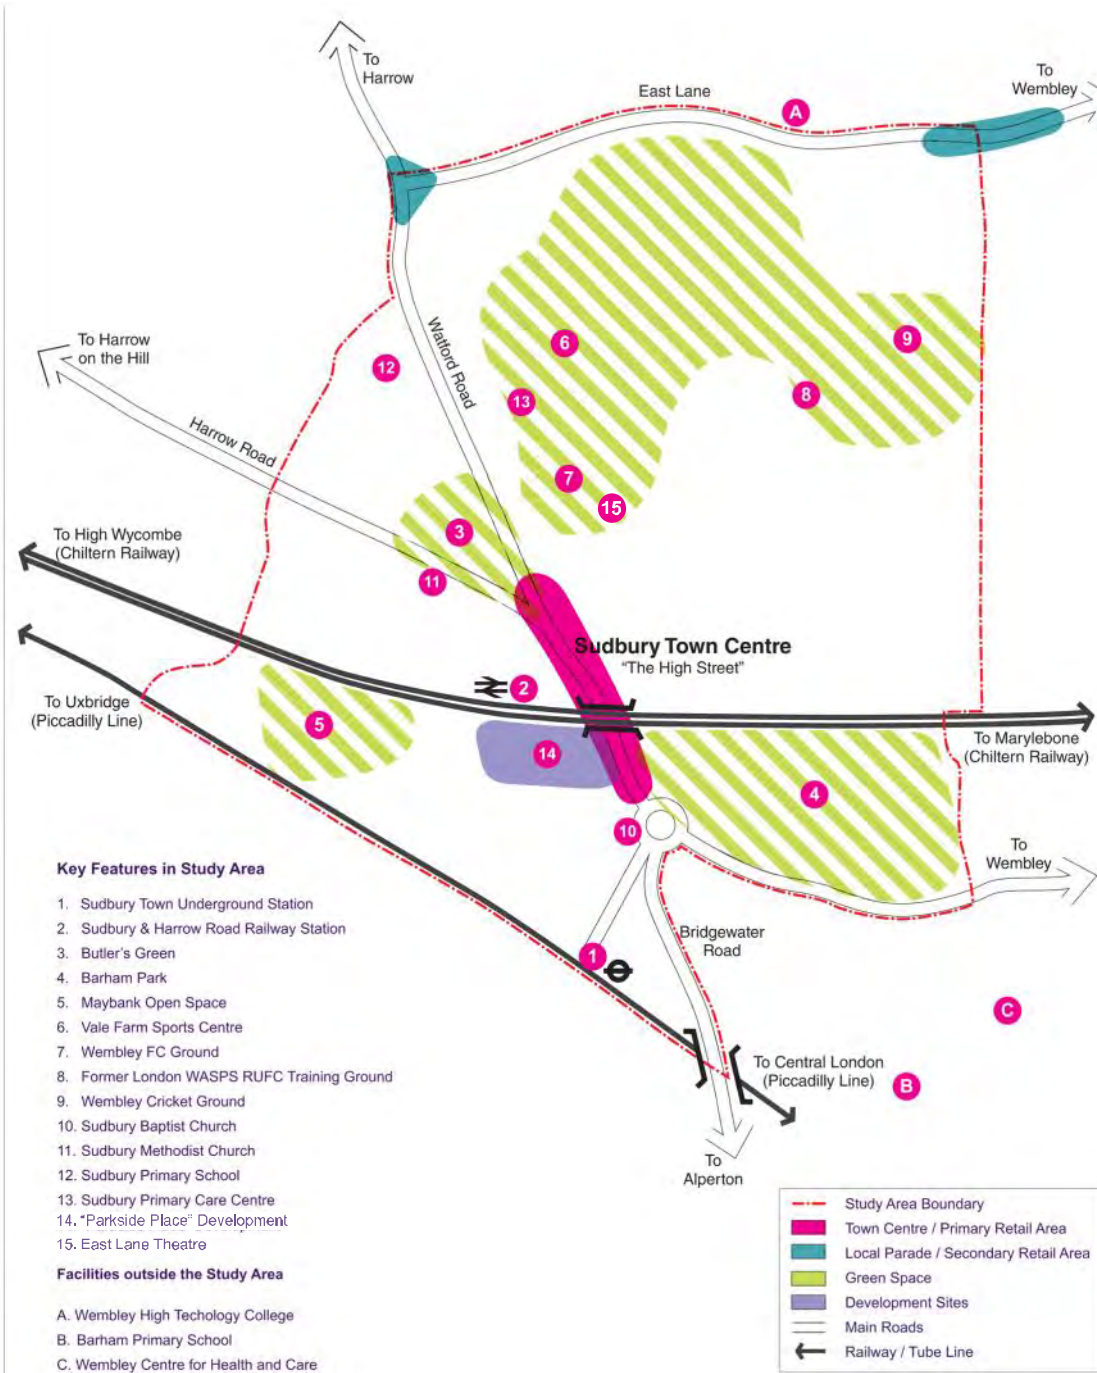 To
Harrow
East Lane
A
To
Wembley
To Harrow
on the Hill
Watford Road
6
9
12
13
8
Harrow Road
7
15
3
11
To High Wycombe
(Chiltern Railway)
Sudbury Town Centre
"The High Street"
2
To Uxbridge
(Piccadilly Line)
5
14
To Marylebone
(Chiltern Railway)
4
10
To
Wembley
Bridgewater
Road
1
C
To Central London
(Piccadilly Line)
B
To
Alperton
Key Features in Study Area
1. Sudbury Town Underground Station
2. Sudbury & Harrow Road Railway Station
3. Butler's Green
4. Barham Park
5. Maybank Open Space
6. Vale Farm Sports Centre
7. Wembley FC Ground
8. Former London WASPS RUFC Training Ground
9. Wembley Cricket Ground
10. Sudbury Baptist Church
11. Sudbury Methodist Church
12. Sudbury Primary School
13. Sudbury Primary Care Centre
14. "Parkside Place" Development
15. East Lane Theatre
Facilities outside the Study Area
A. Wembley High Techology College
B. Barham Primary School
C. Wembley Centre for Health and Care
Study Area Boundary
Town Centre / Primary Retail Area
Local Parade / Secondary Retail Area
Green Space
Development Sites
Main Roads
Railway / Tube Line